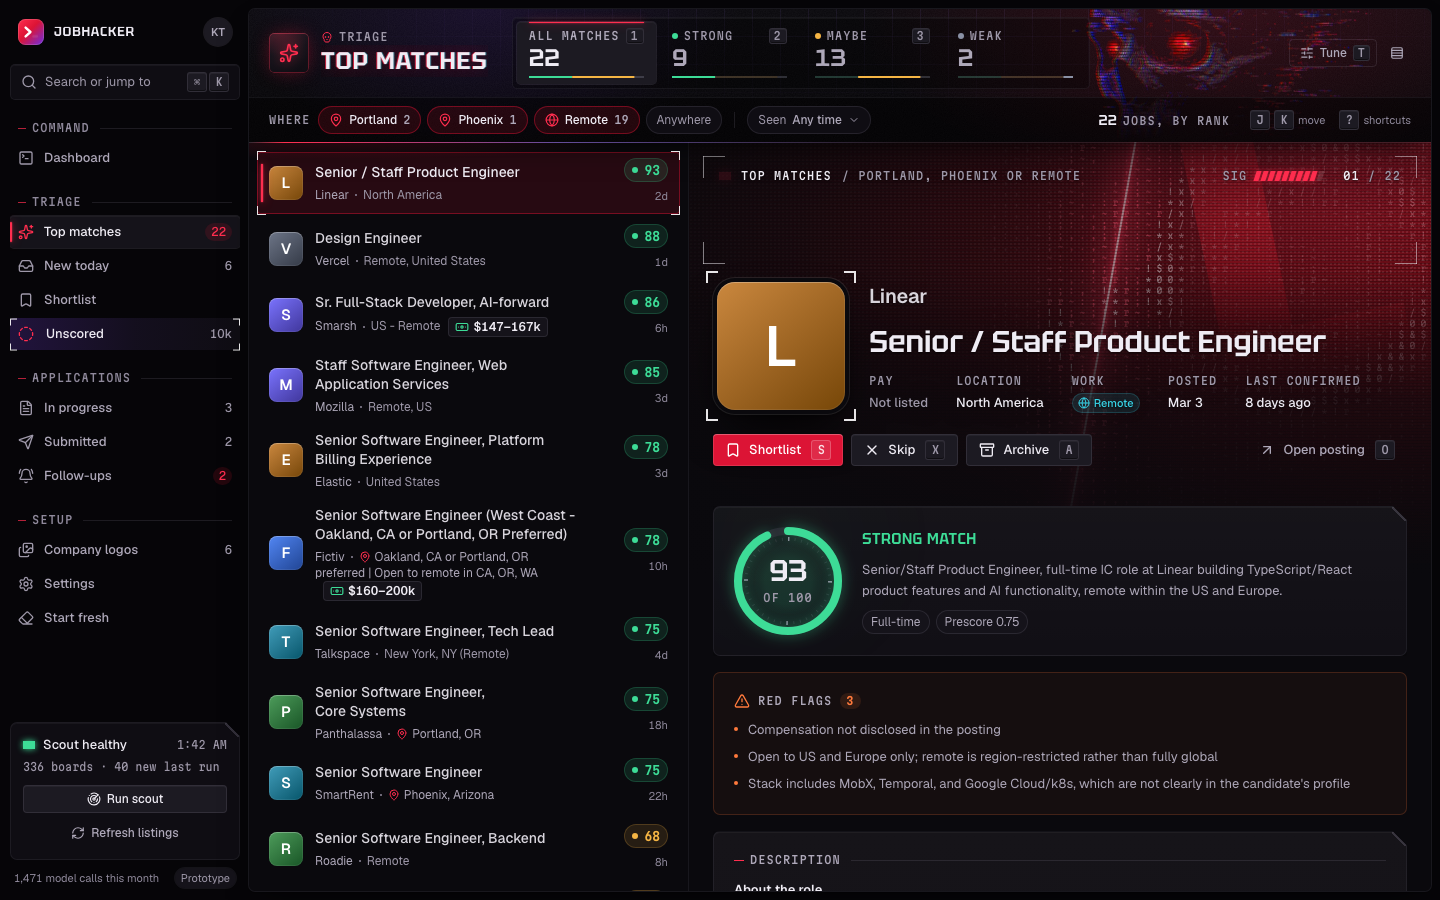 JOBHACKER
KT
Search or jump to
⌘ K
COMMAND
Dashboard
TRIAGE
Top matches 22
New today 6
Shortlist
Unscored 10k
APPLICATIONS
In progress 3
Submitted 2
Follow-ups 2
SETUP
Company logos 6
Settings
Start fresh
Scout healthy 1:42 AM
336 boards · 40 new last run
Run scout
Refresh listings
1,471 model calls this month
Prototype
TRIAGE
TOP MATCHES
ALL MATCHES 1
22
STRONG 2
9
MAYBE 3
13
WEAK
2
Tune T
WHERE
Portland 2
Phoenix 1
Remote 19
Anywhere
Seen Any time
22 JOBS, BY RANK
J K move
? shortcuts
L
Senior / Staff Product Engineer
Linear · North America
93
2d
V
Design Engineer
Vercel · Remote, United States
88
1d
S
Sr. Full-Stack Developer, AI-forward
Smarsh · US - Remote $147–167k
86
6h
M
Staff Software Engineer, Web
Application Services
Mozilla · Remote, US
85
3d
E
Senior Software Engineer, Platform
Billing Experience
Elastic · United States
78
3d
F
Senior Software Engineer (West Coast -
Oakland, CA or Portland, OR Preferred)
Fictiv · Oakland, CA or Portland, OR
preferred | Open to remote in CA, OR, WA
$160–200k
78
10h
T
Senior Software Engineer, Tech Lead
Talkspace · New York, NY (Remote)
75
4d
P
Senior Software Engineer,
Core Systems
Panthalassa · Portland, OR
75
18h
S
Senior Software Engineer
SmartRent · Phoenix, Arizona
75
22h
R
Senior Software Engineer, Backend
Roadie · Remote
68
8h
TOP MATCHES / PORTLAND, PHOENIX OR REMOTE
SIG
01 / 22
L
Linear
Senior / Staff Product Engineer
PAY
Not listed
LOCATION
North America
WORK
Remote
POSTED
Mar 3
LAST CONFIRMED
8 days ago
Shortlist S
Skip X
Archive A
Open posting O
93
OF 100
STRONG MATCH
Senior/Staff Product Engineer, full-time IC role at Linear building TypeScript/React
product features and AI functionality, remote within the US and Europe.
Full-time
Prescore 0.75
RED FLAGS 3
• Compensation not disclosed in the posting
• Open to US and Europe only; remote is region-restricted rather than fully global
• Stack includes MobX, Temporal, and Google Cloud/k8s, which are not clearly in the candidate's profile
DESCRIPTION
About the role